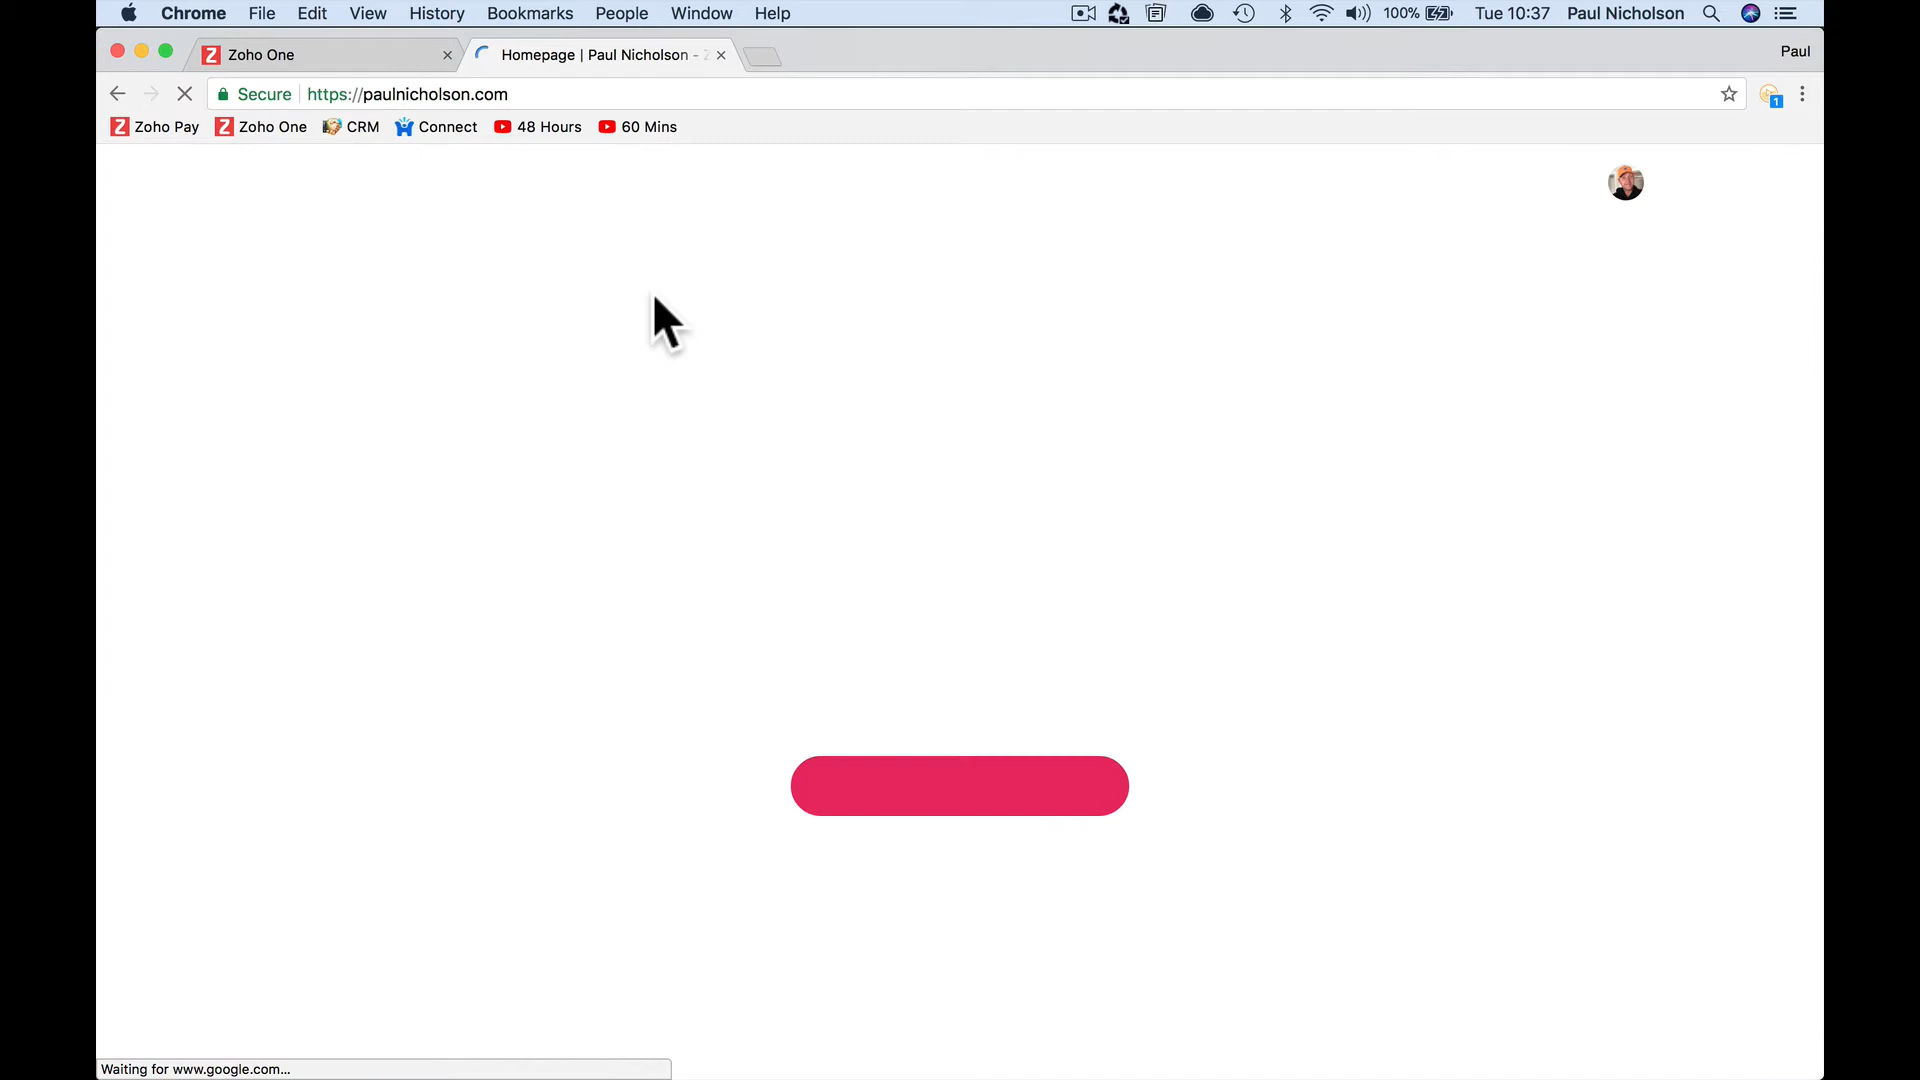 Chrome File Edit View History Bookmarks People Window Help 100% Tue 10:37 Paul Nicholson
Z Zoho One Homepage | Paul Nicholson - Paul
Secure https://paulnicholson.com 1
Z Zoho Pay Z Zoho One CRM Connect 48 Hours 60 Mins
Waiting for www.google.com...